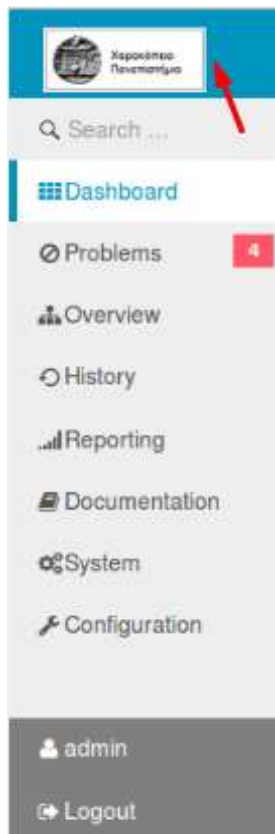 Χαροκόπειο
Πανεπιστήμιο
Search ...
Dashboard
Problems 4
Overview
History
Reporting
Documentation
System
Configuration
admin
Logout